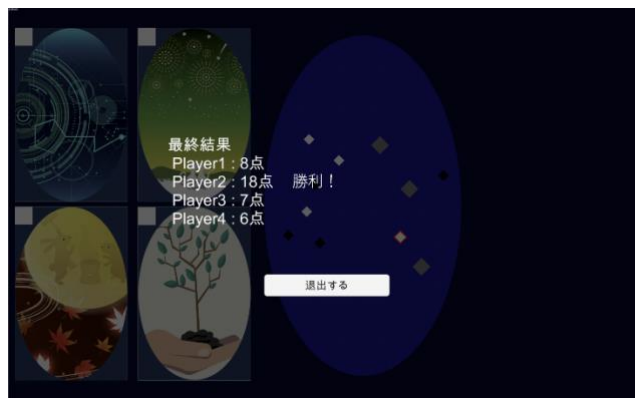 最終結果
Player1 : 8点
Player2 : 18点 勝利！
Player3 : 7点
Player4 : 6点
退出する